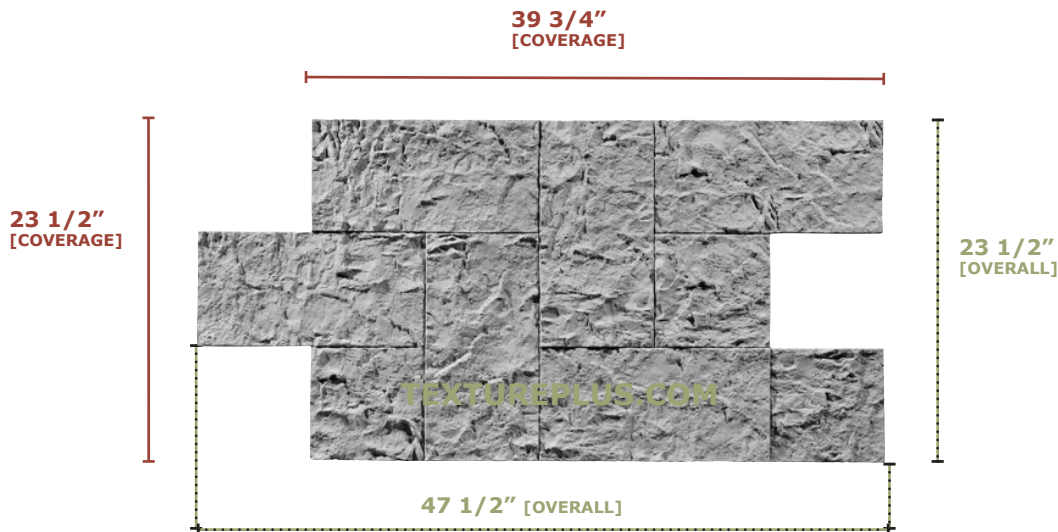 39 3/4”
[COVERAGE]
23 1/2”
[COVERAGE]
23 1/2”
[OVERALL]
TEXTUREPLUS.COM
47 1/2” [OVERALL]